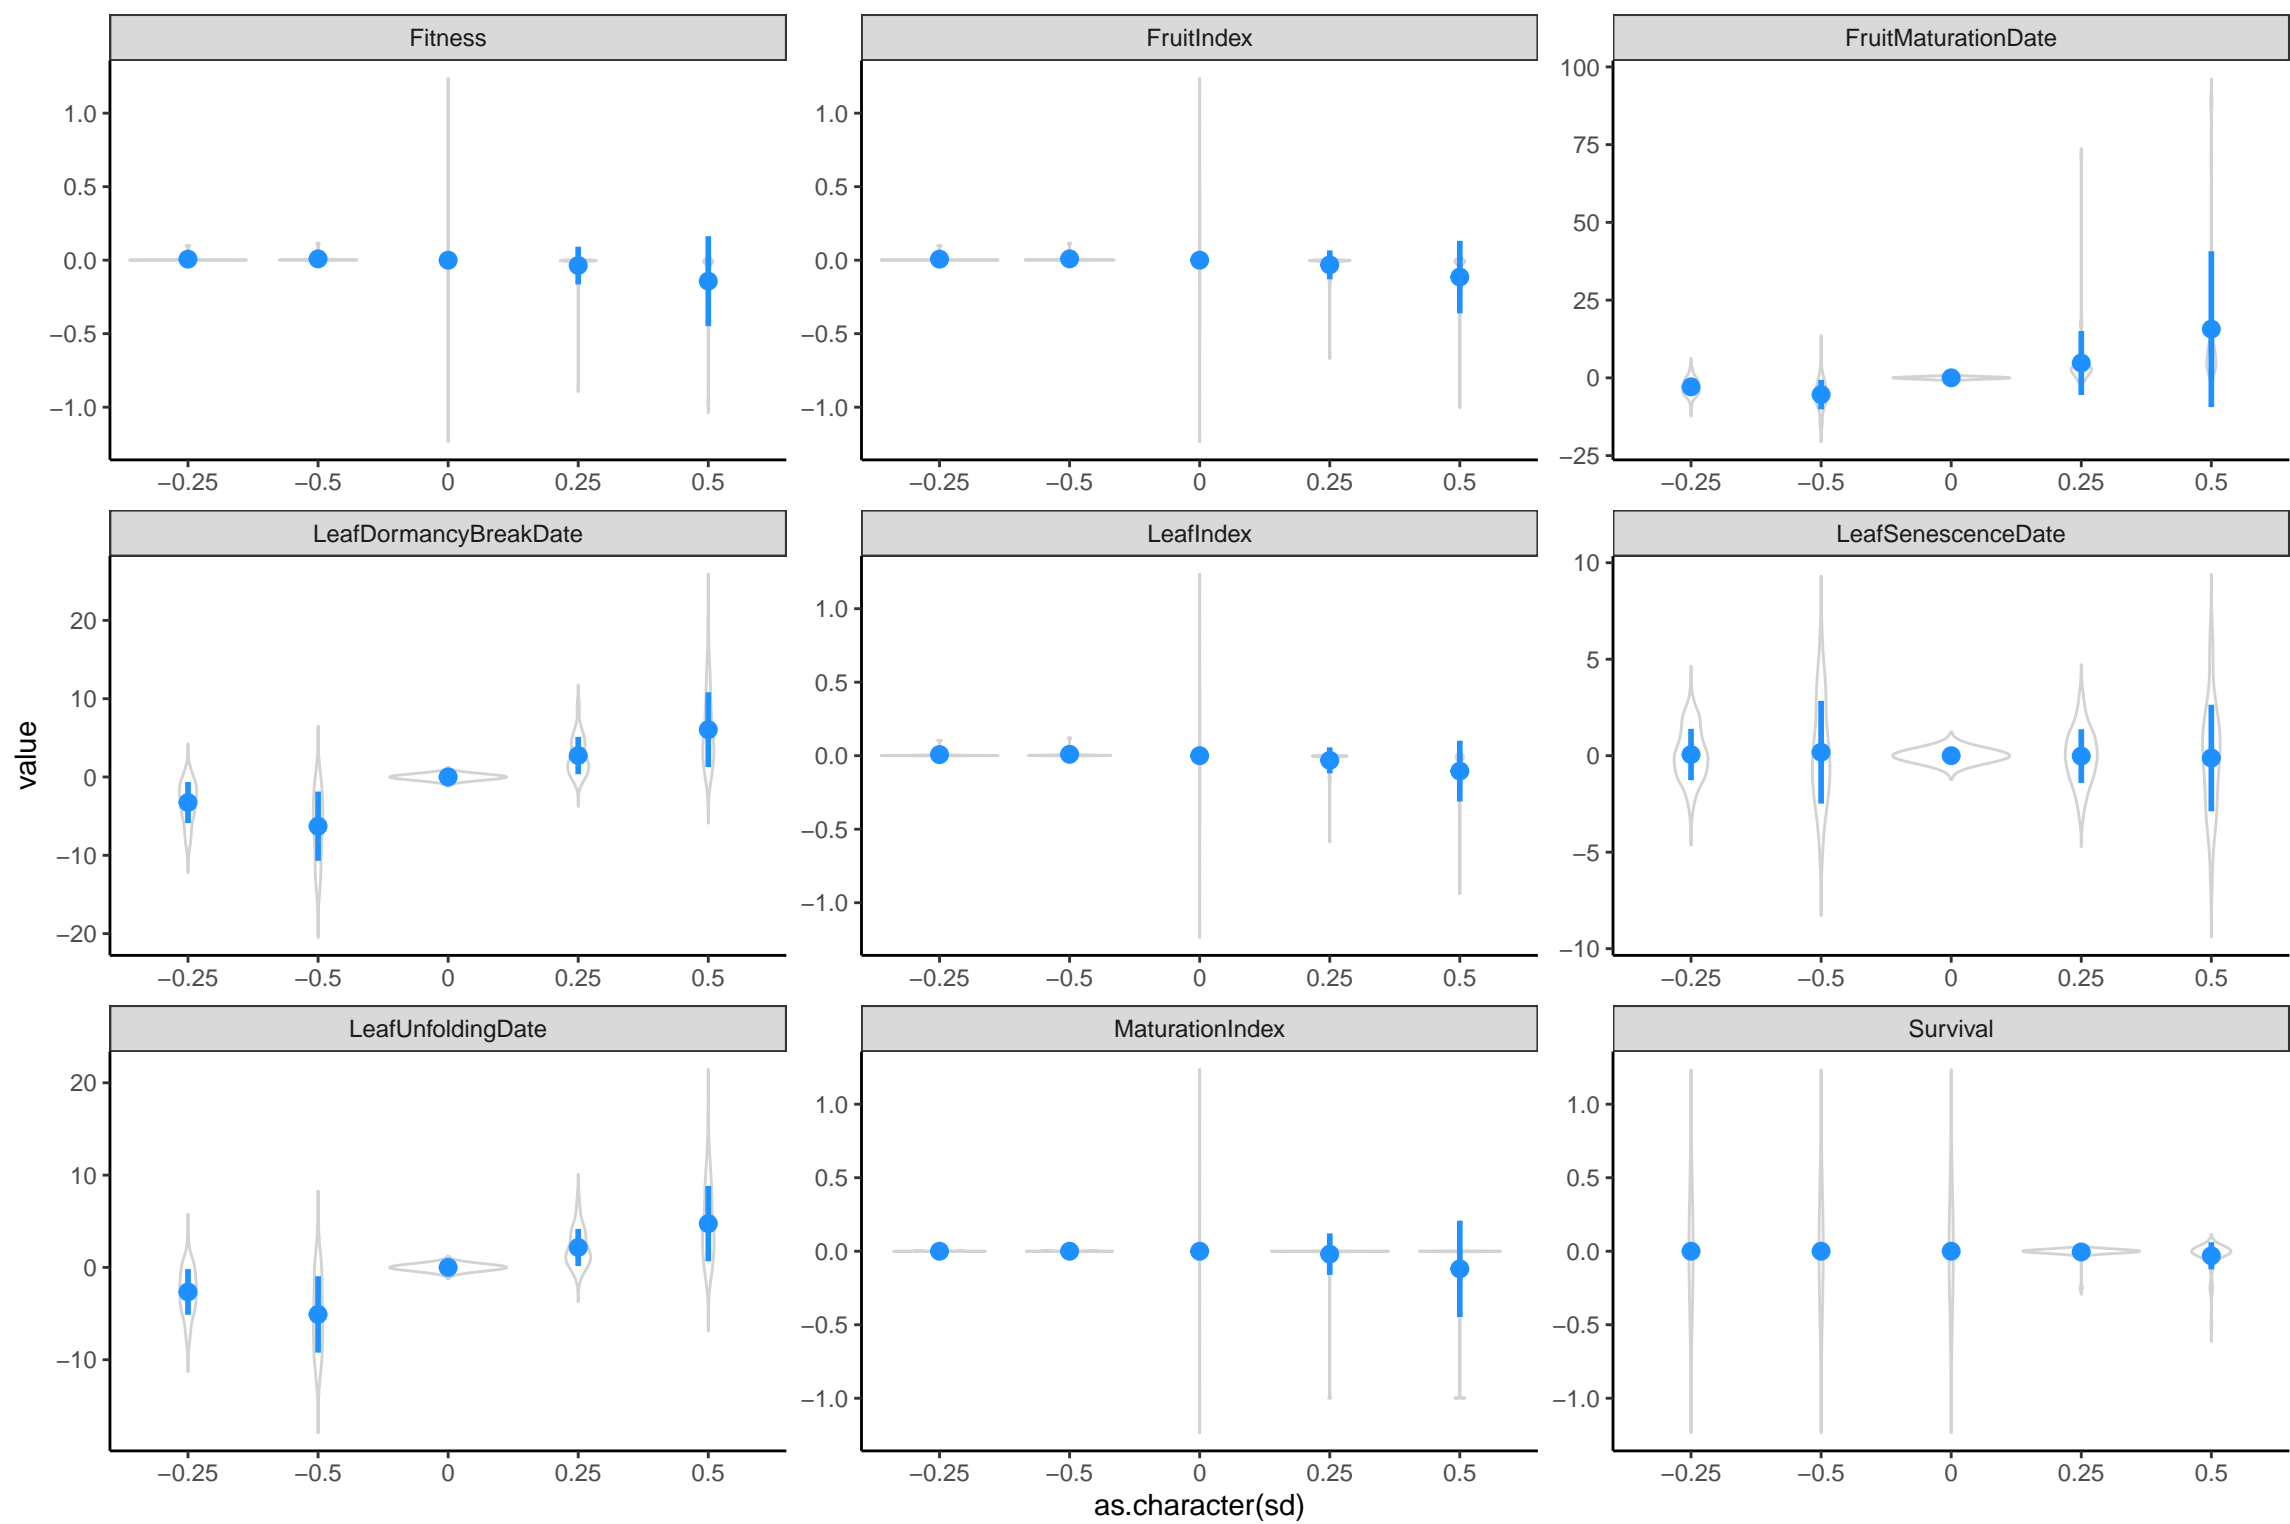 Fitness
FruitIndex
FruitMaturationDate
1.0
0.5
0.0
−0.5
−1.0
−0.25 −0.5 0 0.25 0.5
1.0
0.5
0.0
−0.5
−1.0
−0.25 −0.5 0 0.25 0.5
100
75
50
25
0
−25
−0.25 −0.5 0 0.25 0.5
LeafDormancyBreakDate
LeafIndex
LeafSenescenceDate
20
10
0
−10
−20
−0.25 −0.5 0 0.25 0.5
1.0
0.5
0.0
−0.5
−1.0
−0.25 −0.5 0 0.25 0.5
10
5
0
−5
−10
−0.25 −0.5 0 0.25 0.5
value
LeafUnfoldingDate
MaturationIndex
Survival
20
10
0
−10
−0.25 −0.5 0 0.25 0.5
1.0
0.5
0.0
−0.5
−1.0
−0.25 −0.5 0 0.25 0.5
1.0
0.5
0.0
−0.5
−1.0
−0.25 −0.5 0 0.25 0.5
as.character(sd)